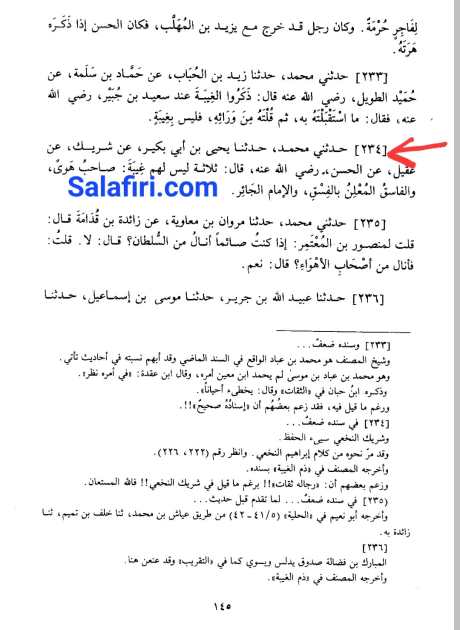 لِفَاجِرٍ حُرْمَةٌ. وكان رجل قد خرج مع يزيد بن المُهَلَّب، فكان الحسن إذا ذَكَرَه
هَرَتَهُ.
[٢٣٣] حدثني محمد، حدثنا زيد بن الحُبَاب، عن حَمَّاد بن سَلَمة، عن
حُمَيد الطويل، رضي الله عنه قال: ذَكَرُوا الغِيبَةَ عند سعيد بن جُبَيْر، رضي الله
عنه، فقال: ما اسْتَقْبَلْتَهُ به، ثم قُلْتَهُ مِنْ وَرَائِهِ، فليس بِغِيبَةٍ.
[٢٣٤] حدثني محمد، حدثنا يحيى بن أبي بكير، عن شريك، عن
عقيل، عن الحسن، رضي الله عنه، قال: ثلاثة ليس لهم غِيبَةٌ: صاحبُ هَوىً،
والفاسقُ المُعْلِنُ بالفِسْقِ، والإمام الجَائِر.
Salafiri.com
[٢٣٥] حدثني محمد، حدثنا مروان بن معاوية، عن زائدة بن قُدَامَةَ قال:
قلت لمنصور بن المُعْتَمِر: إذا كنتُ صائماً أنالُ من السُّلطان؟ قال: لا. قلتُ:
فأنال من أصْحَابِ الأهْوَاءِ؟ قال: نعم.
[٢٣٦] حدثنا عبيد الله بن جرير، حدثنا موسى بن إسماعيل، حدثنا
[٢٣٣] وسنده ضعفٌ...
وشيخ المصنف هو محمد بن عباد الواقع في السند الماضي وقد أبهم نسبته في أحاديث تأتي.
وهو محمد بن عباد بن موسىٰ لم يحمد ابن معين أمره، وقال ابن عقدة: «في أمره نظر».
وذكره ابنُ حبان في «الثقات» وقال: يخطىء أحياناً.
ورغم ما قيل فيه، فقد زعم بعضُهُم أن «إسنادُهُ صحيحٌ»!!.
[٢٣٤] في سنده ضعفٌ...
وشريك النخعي سيىء الحفظ.
وقد مرّ نحوه من كلام إبراهيم النخعي. وانظر رقم (٢٢٢، ٢٢٦).
وأخرجه المصنف في «ذم الغيبة» بسنده.
وزعم بعضهم أن: «رجاله ثقات»!! برغم ما قيل في شريك النخعي!! فالله المستعان.
(٢٣٥) في سنده ضعفٌ... لما تقدم قبل حديث...
وأخرجه أبو نعيم في «الحلية» (٥/ ٤١-٤٢) من طريق عياش بن محمد، ثنا خلف بن تميم، ثنا
زائدة به.
[٢٣٦]
المبارك بن فضالة صدوق يدلس ويسوي كما في «التقريب» وقد عنعن هنا.
وأخرجه المصنف في «ذم الغيبة».
١٤٥